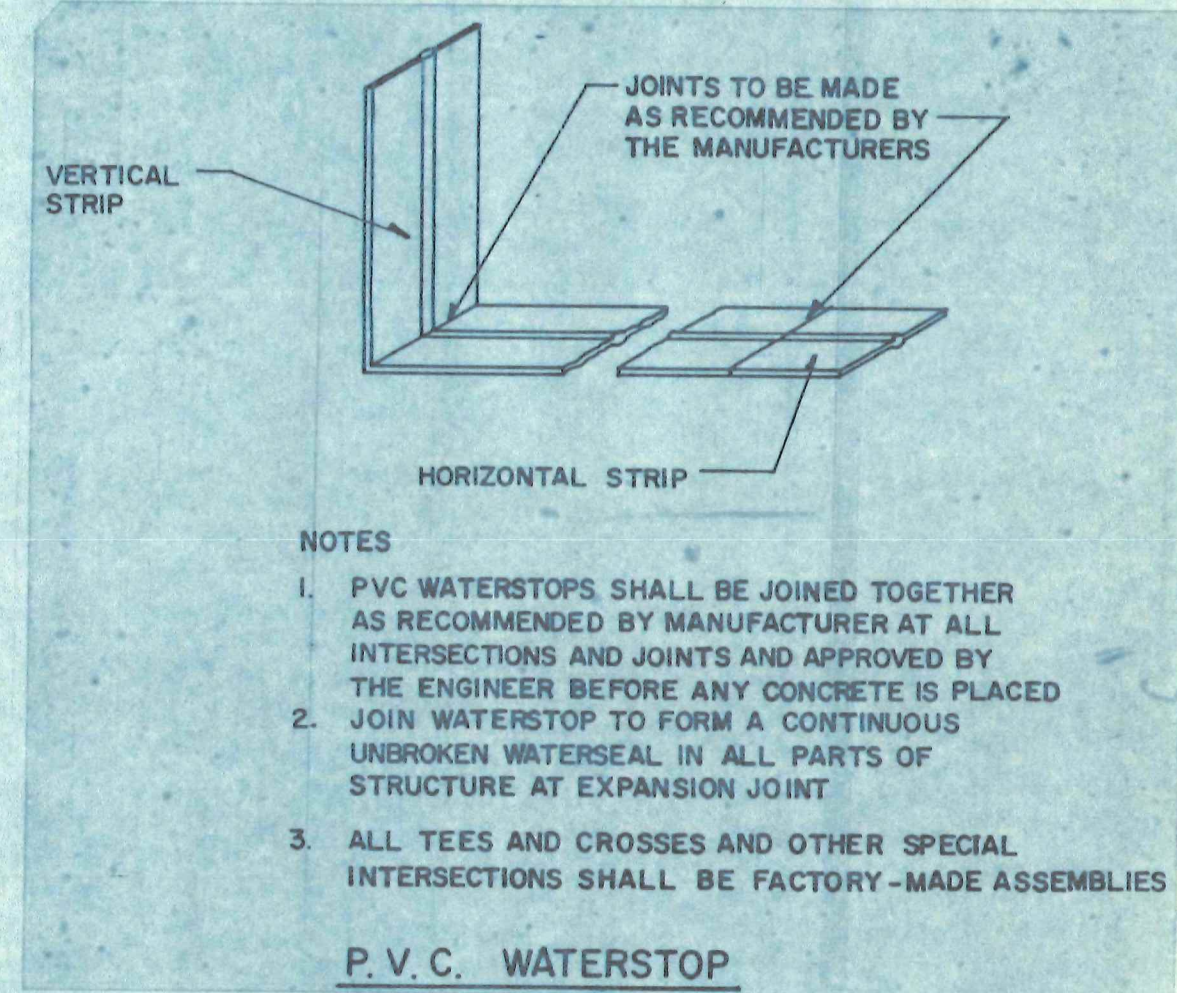 JOINTS TO BE MADE
AS RECOMMENDED BY
THE MANUFACTURERS
VERTICAL
STRIP
HORIZONTAL STRIP
NOTES
1. PVC WATERSTOPS SHALL BE JOINED TOGETHER
AS RECOMMENDED BY MANUFACTURER AT ALL
INTERSECTIONS AND JOINTS AND APPROVED BY
THE ENGINEER BEFORE ANY CONCRETE IS PLACED
2. JOIN WATERSTOP TO FORM A CONTINUOUS
UNBROKEN WATERSEAL IN ALL PARTS OF
STRUCTURE AT EXPANSION JOINT
3. ALL TEES AND CROSSES AND OTHER SPECIAL
INTERSECTIONS SHALL BE FACTORY-MADE ASSEMBLIES
P. V. C. WATERSTOP